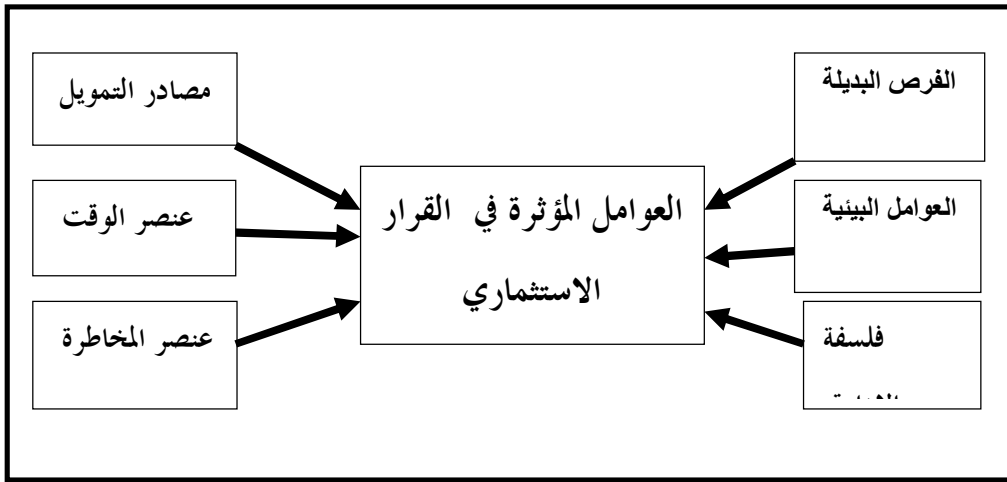 الفرص البديلة
مصادر التمويل
العوامل المؤثرة في القرار
الاستثماري
العوامل البيئية
عنصر الوقت
فلسفة
عنصر المخاطرة